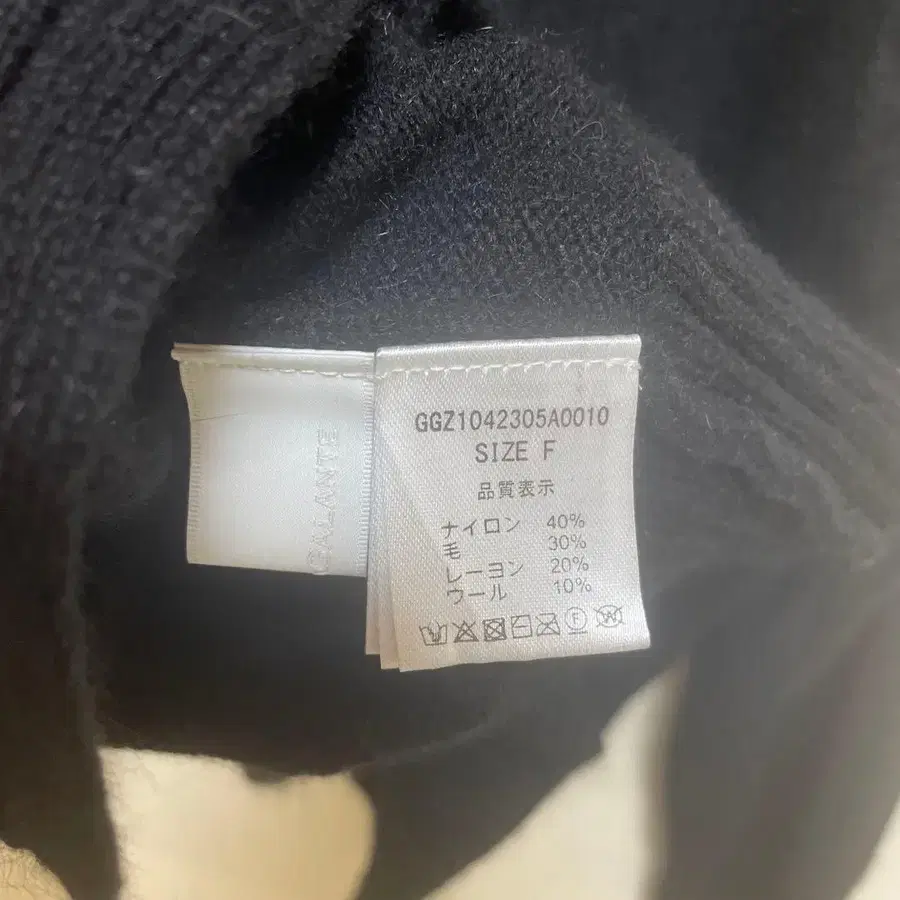 GALANTE
GGZ1042305A0010
SIZE F
品質表示
ナイロン 40%
毛 30%
レーヨン 20%
ウール 10%
F
W